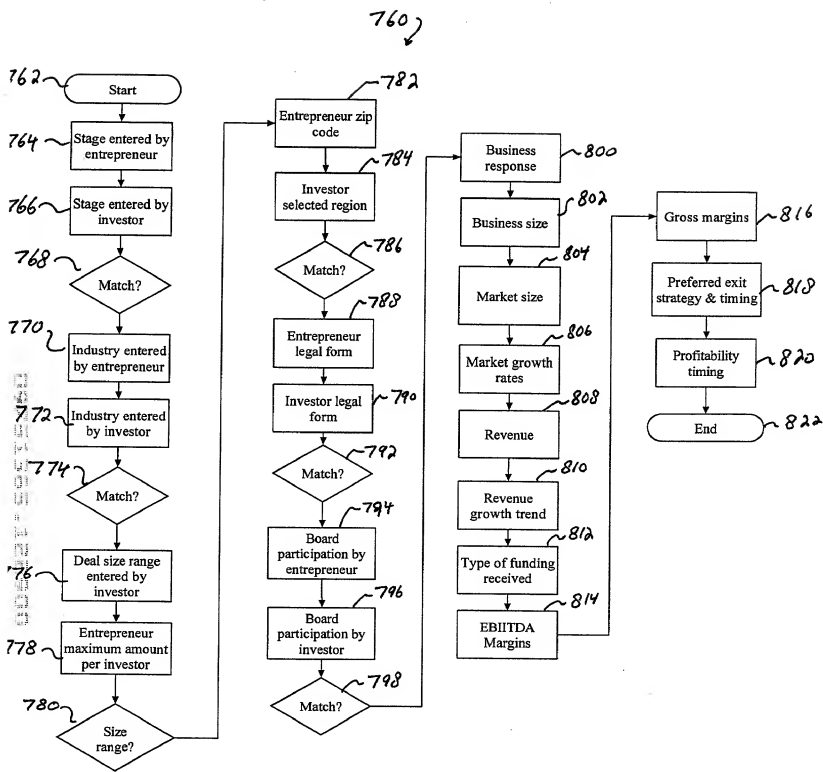 760
762
Start
764
Stage entered by
entrepreneur
766
Stage entered by
investor
768
Match?
770
Industry entered
by entrepreneur
772
Industry entered
by investor
774
Match?
776
Deal size range
entered by
investor
778
Entrepreneur
maximum amount
per investor
780
Size
range?
782
Entrepreneur zip
code
784
Investor
selected region
786
Match?
788
Entrepreneur
legal form
790
Investor legal
form
792
Match?
794
Board
participation by
entrepreneur
796
Board
participation by
investor
798
Match?
Business
response
800
802
Business size
804
Market size
806
Market growth
rates
808
Revenue
810
Revenue
growth trend
812
Type of funding
received
814
EBIITDA
Margins
Gross margins
816
Preferred exit
strategy & timing
818
Profitability
timing
820
End
822